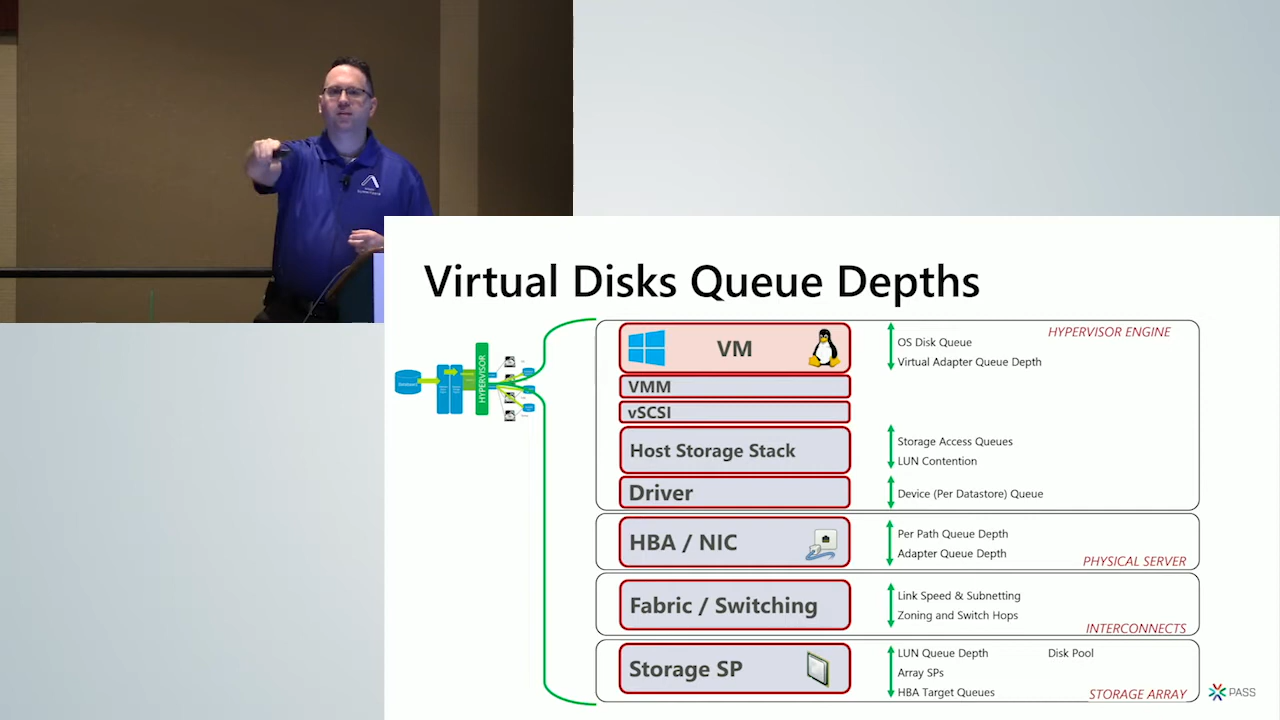 Virtual Disks Queue Depths
HYPERVISOR
VM
VMM
vSCSI
Host Storage Stack
Driver
HYPERVISOR ENGINE
OS Disk Queue
Virtual Adapter Queue Depth
Storage Access Queues
LUN Contention
Device (Per Datastore) Queue
HBA / NIC
Per Path Queue Depth
Adapter Queue Depth
PHYSICAL SERVER
Fabric / Switching
Link Speed & Subnetting
Zoning and Switch Hops
INTERCONNECTS
Storage SP
LUN Queue Depth
Disk Pool
Array SPs
HBA Target Queues
STORAGE ARRAY
PASS